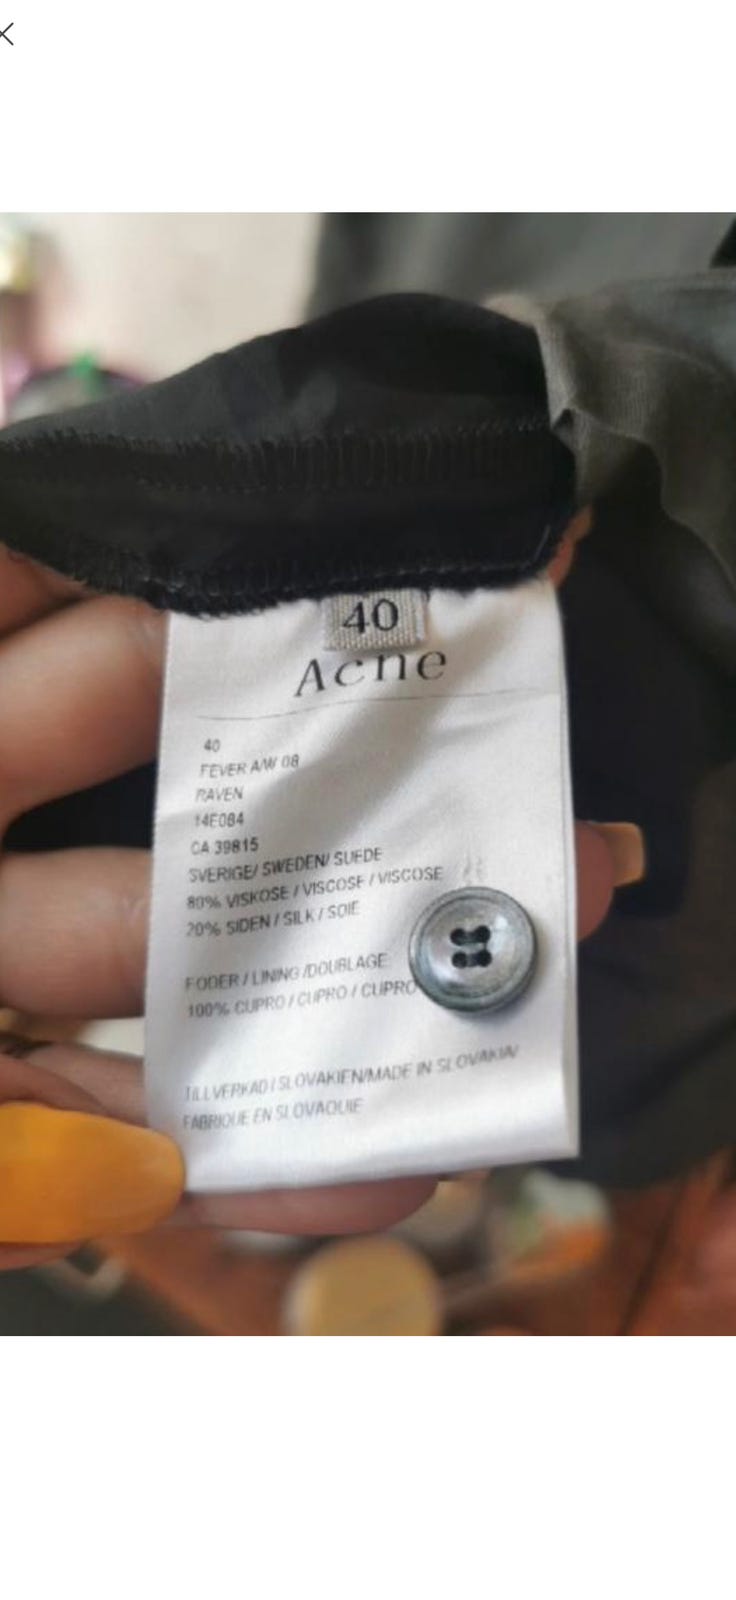 40
Acne
40
FEVER A/W 08
RAVEN
14E084
CA 39815
SVERIGE/ SWEDEN/ SUEDE
80% VISKOSE / VISCOSE / VISCOSE
20% SIDEN / SILK / SOIE
FODER / LINING /DOUBLAGE
100% CUPRO / CUPRO / CUPRO
TILLVERKAD I SLOVAKIEN/MADE IN SLOVAKIA/
FABRIQUE EN SLOVAQUIE